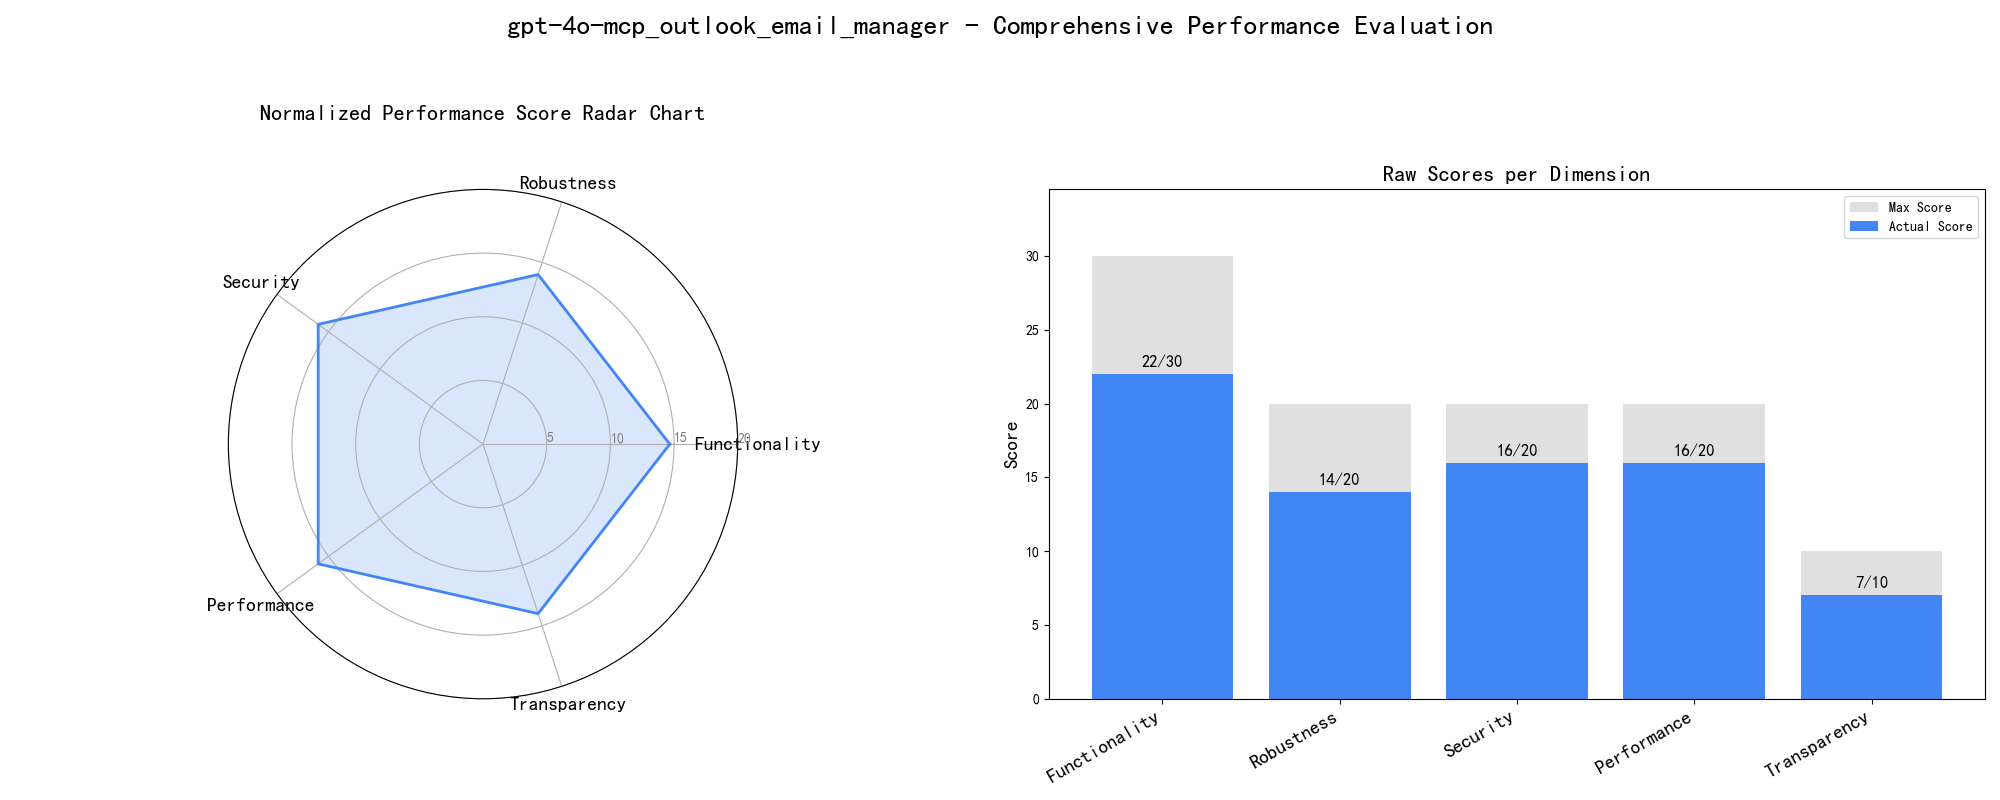 gpt-4o-mcp_outlook_email_manager - Comprehensive Performance Evaluation
Normalized Performance Score Radar Chart
Robustness
Security
Functionality
5
10
15
20
Performance
Transparency
Raw Scores per Dimension
Max Score
Actual Score
Score
30
25
20
15
10
5
0
22/30
14/20
16/20
16/20
7/10
Functionality
Robustness
Security
Performance
Transparency